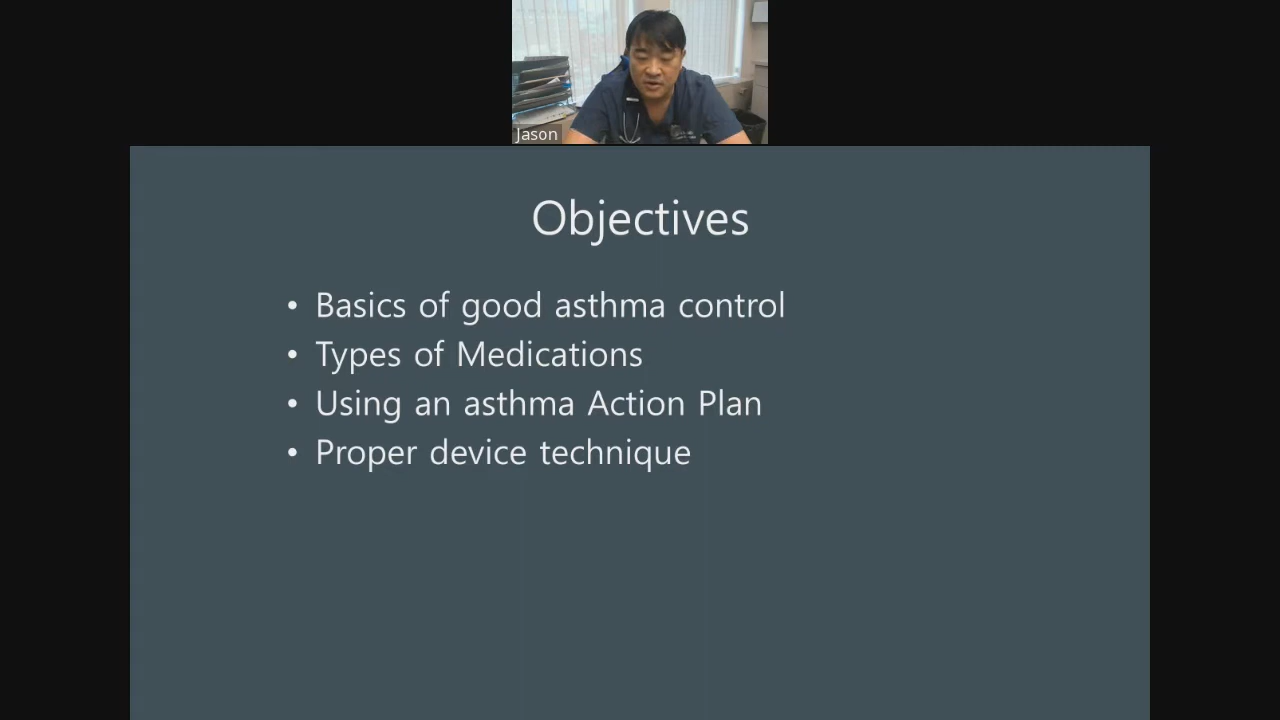 Jason
Objectives
• Basics of good asthma control
• Types of Medications
• Using an asthma Action Plan
• Proper device technique